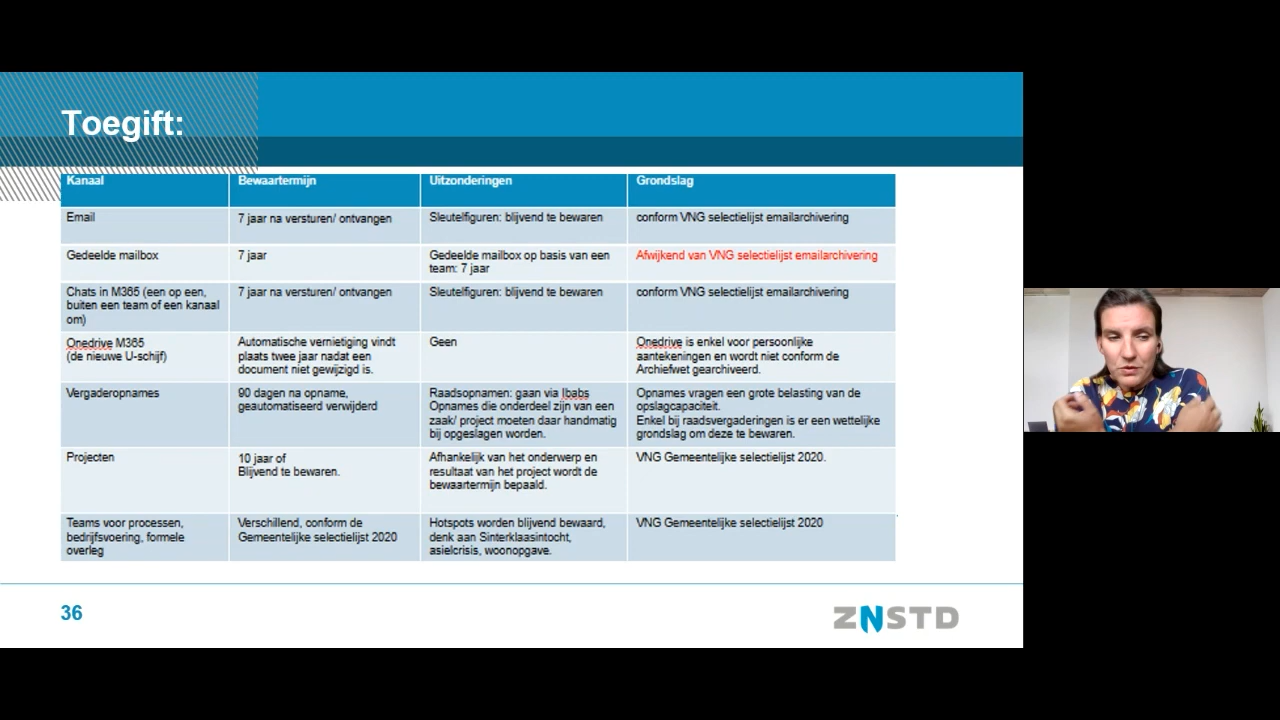 Toegift:
Kanaal
Bewaartermijn
Uitzonderingen
Grondslag
Email
7 jaar na versturen/ ontvangen
Sleutelfiguren: blijvend te bewaren
conform VNG selectielijst emailarchivering
Gedeelde mailbox
7 jaar
Gedeelde mailbox op basis van een
team: 7 jaar
Afwijkend van VNG selectielijst emailarchivering
Chats in M365 (een op een,
buiten een team of een kanaal
om)
7 jaar na versturen/ ontvangen
Sleutelfiguren: blijvend te bewaren
conform VNG selectielijst emailarchivering
Onedrive M365
(de nieuwe U-schijf)
Automatische vernietiging vindt
plaats twee jaar nadat een
document niet gewijzigd is.
Geen
Onedrive is enkel voor persoonlijke
aantekeningen en wordt niet conform de
Archiefwet gearchiveerd.
Vergaderopnames
90 dagen na opname,
geautomatiseerd verwijderd
Raadsopnamen: gaan via Ibabs
Opnames die onderdeel zijn van een
zaak/ project moeten daar handmatig
bij opgeslagen worden.
Opnames vragen een grote belasting van de
opslagcapaciteit.
Enkel bij raadsvergaderingen is er een wettelijke
grondslag om deze te bewaren.
Projecten
10 jaar of
Blijvend te bewaren.
Afhankelijk van het onderwerp en
resultaat van het project wordt de
bewaartermijn bepaald.
VNG Gemeentelijke selectielijst 2020.
Teams voor processen,
bedrijfsvoering, formele
overleg
Verschillend, conform de
Gemeentelijke selectielijst 2020
Hotspots worden blijvend bewaard,
denk aan Sinterklaasintocht,
asielcrisis, woonopgave.
VNG Gemeentelijke selectielijst 2020
36
ZNSTD